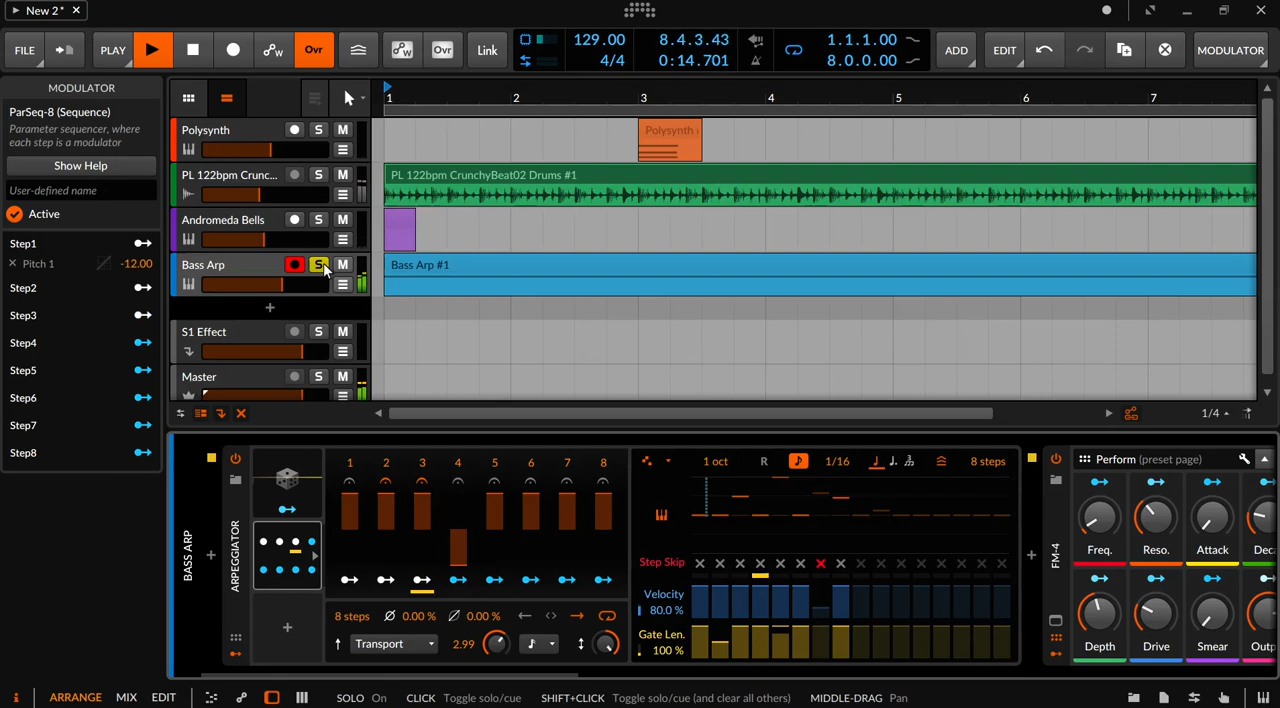 New 2*
FILE
PLAY
Ovr
Ovr
Link
129.00
4/4
8.4.3.43
0:14.701
1.1.1.00
8.0.0.00
ADD
EDIT
MODULATOR
MODULATOR
ParSeq-8 (Sequence)
Parameter sequencer, where
each step is a modulator
Show Help
User-defined name
Active
Step1
Pitch 1 -12.00
Step2
Step3
Step4
Step5
Step6
Step7
Step8
1 2 3 4 5 6 7
Polysynth S M
Polysynth
PL 122bpm Crunc... S M
PL 122bpm CrunchyBeat02 Drums #1
Andromeda Bells S M
Bass Arp S M
Bass Arp #1
S1 Effect S M
Master S M
1/4
BASS ARP
ARPEGGIATOR
1 2 3 4 5 6 7 8
8 steps 0.00 % 0.00 %
Transport 2.99
1 oct R 1/16 8 steps
Step Skip
Velocity
80.0 %
Gate Len.
100 %
FM-4
Perform (preset page)
Freq. Reso. Attack
Depth Drive Smear
ARRANGE MIX EDIT SOLO On CLICK Toggle solo/cue SHIFT+CLICK Toggle solo/cue (and clear all others) MIDDLE-DRAG Pan